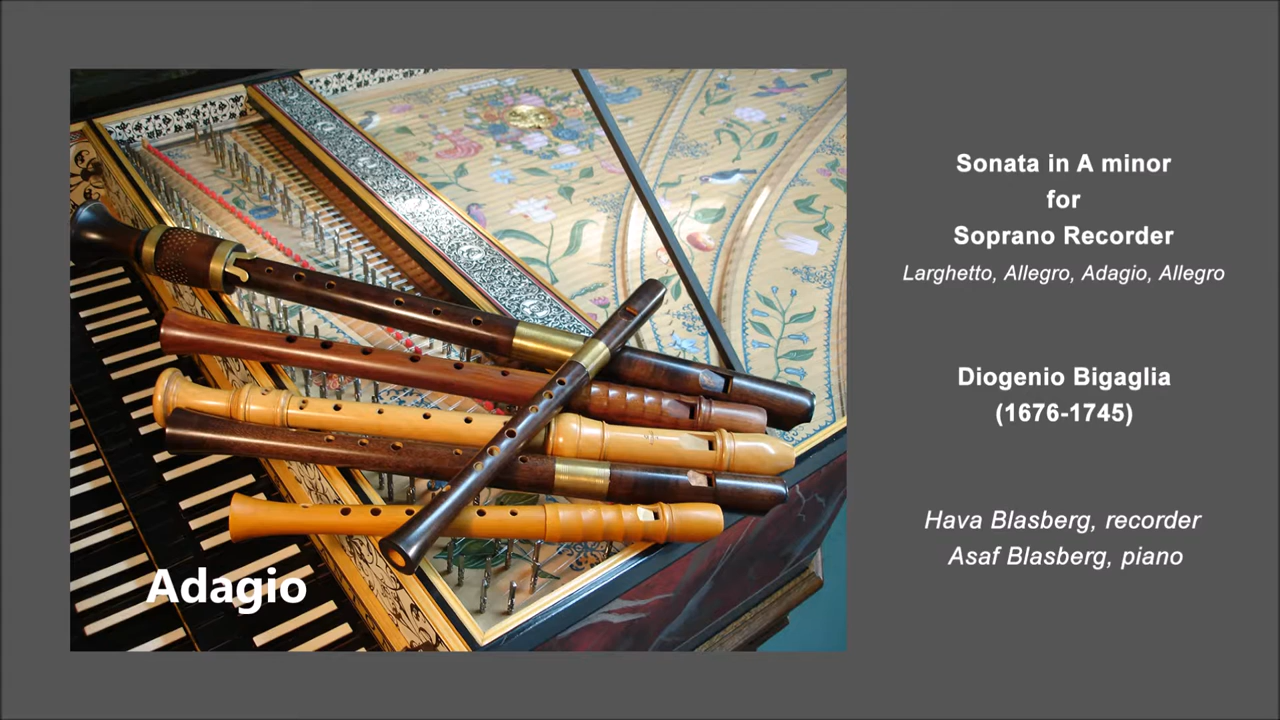 Sonata in A minor
for
Soprano Recorder
Larghetto, Allegro, Adagio, Allegro
Diogenio Bigaglia
(1676-1745)
Hava Blasberg, recorder
Asaf Blasberg, piano
Adagio